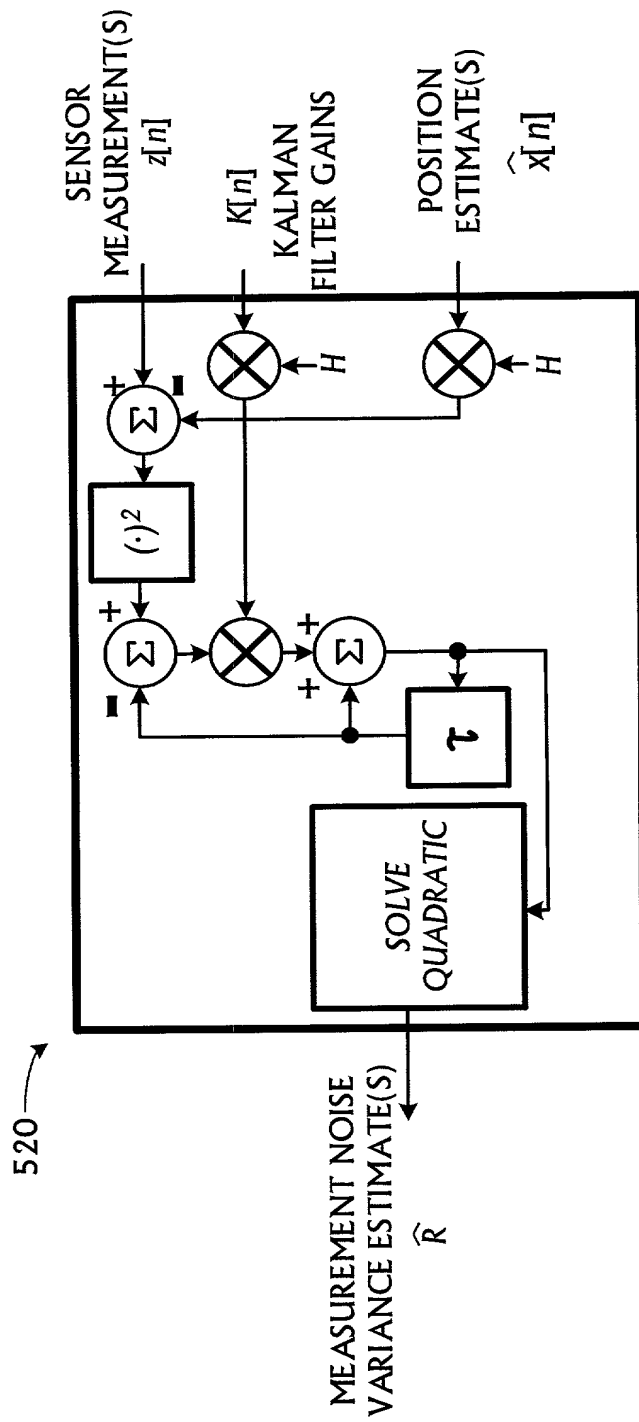 520
SENSOR
MEASUREMENT(S)
z[n]
K[n]
KALMAN
FILTER GAINS
POSITION
ESTIMATE(S)
x̂[n]
+
−
Σ
H
H
(·)²
+
−
Σ
+
+
Σ
τ
SOLVE
QUADRATIC
MEASUREMENT NOISE
VARIANCE ESTIMATE(S)
R̂